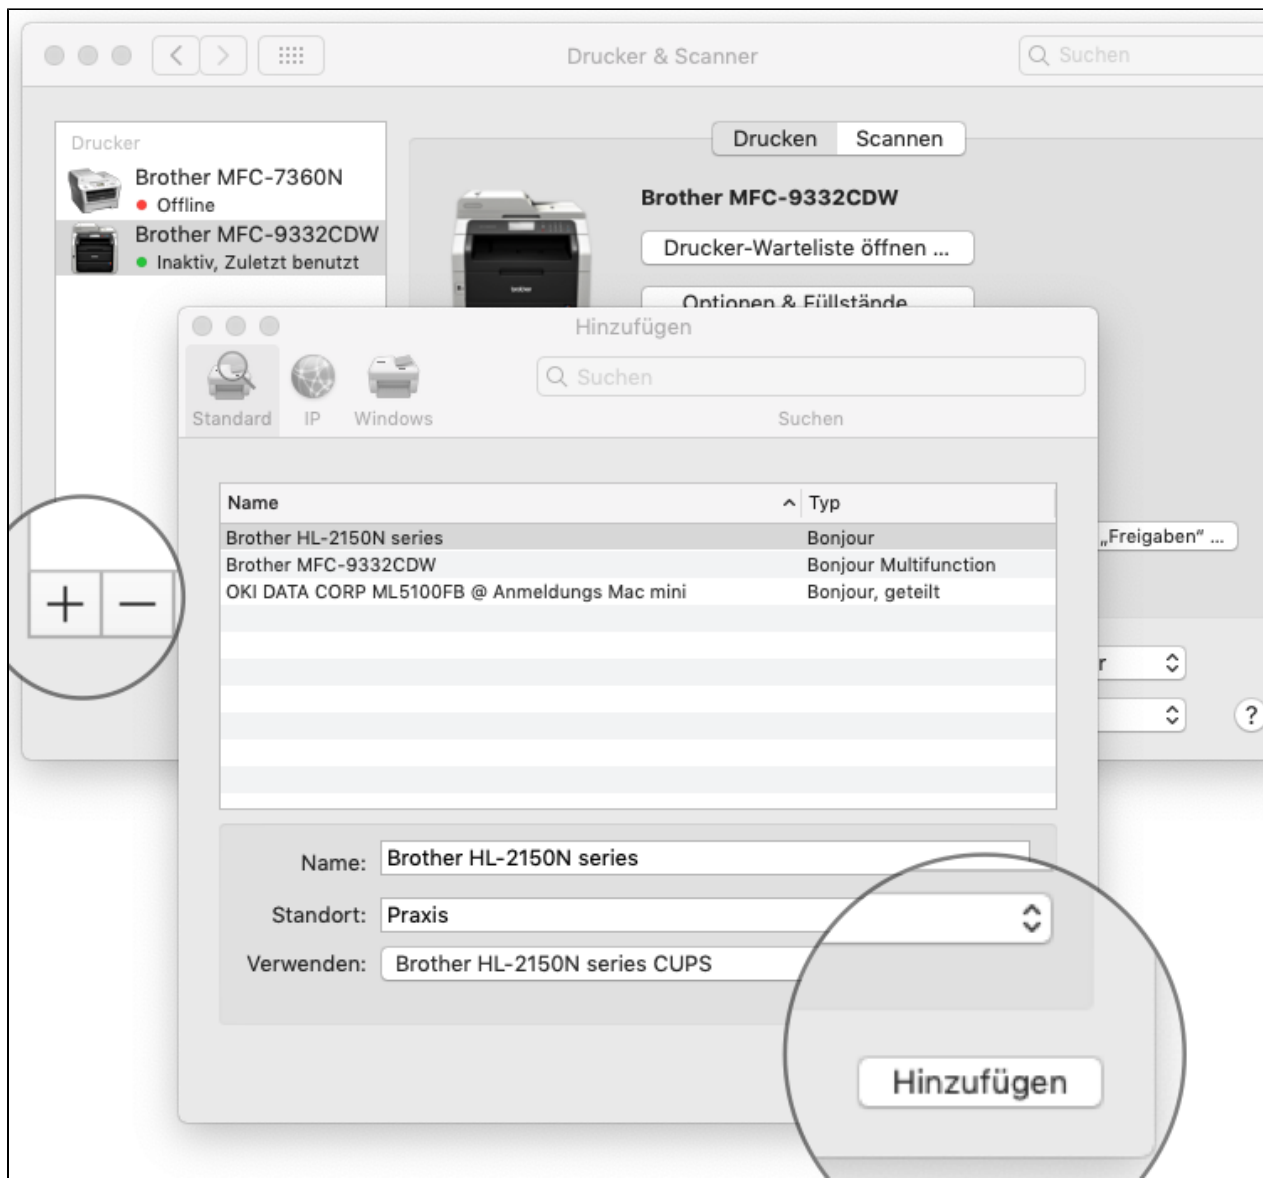 Drucker & Scanner
Suchen
Drucker
Brother MFC-7360N
Offline
Brother MFC-9332CDW
Inaktiv, Zuletzt benutzt
Drucken Scannen
Brother MFC-9332CDW
Drucker-Warteliste öffnen ...
Optionen & Füllstände
brother
Hinzufügen
Standard IP Windows
Suchen
Suchen
Name Typ
Brother HL-2150N series Bonjour
Brother MFC-9332CDW Bonjour Multifunction
OKI DATA CORP ML5100FB @ Anmeldungs Mac mini Bonjour, geteilt
„Freigaben“ ...
+ −
r
?
Name: Brother HL-2150N series
Standort: Praxis
Verwenden: Brother HL-2150N series CUPS
Hinzufügen